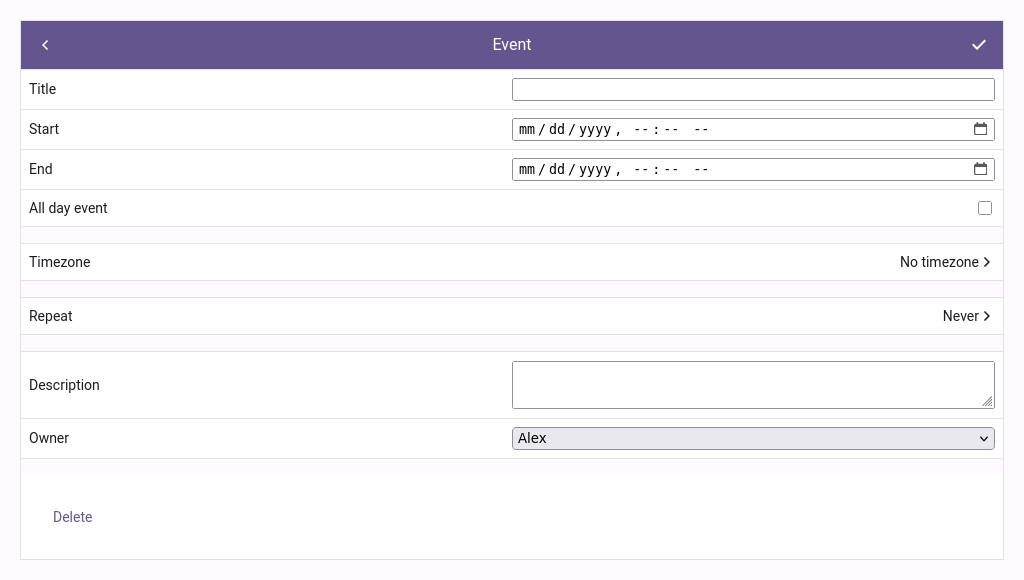 Event
Title
Start mm/dd/yyyy, --:-- --
End mm/dd/yyyy, --:-- --
All day event
Timezone No timezone
Repeat Never
Description
Owner Alex
Delete